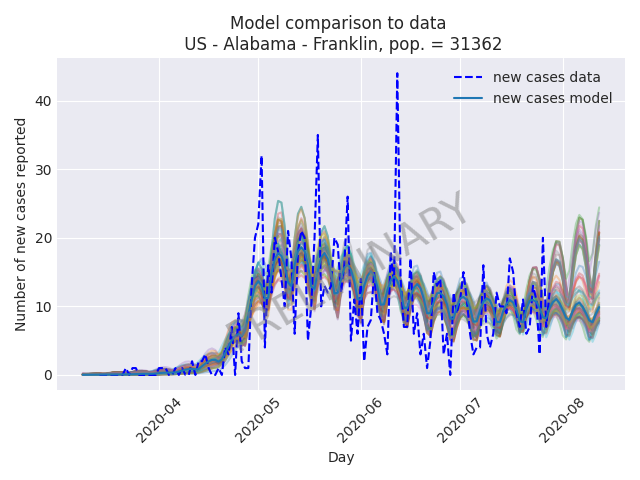 Model comparison to data
US - Alabama - Franklin, pop. = 31362
new cases data
new cases model
Number of new cases reported
40
30
20
10
0
PRELIMINARY
2020-04
2020-05
2020-06
2020-07
2020-08
Day